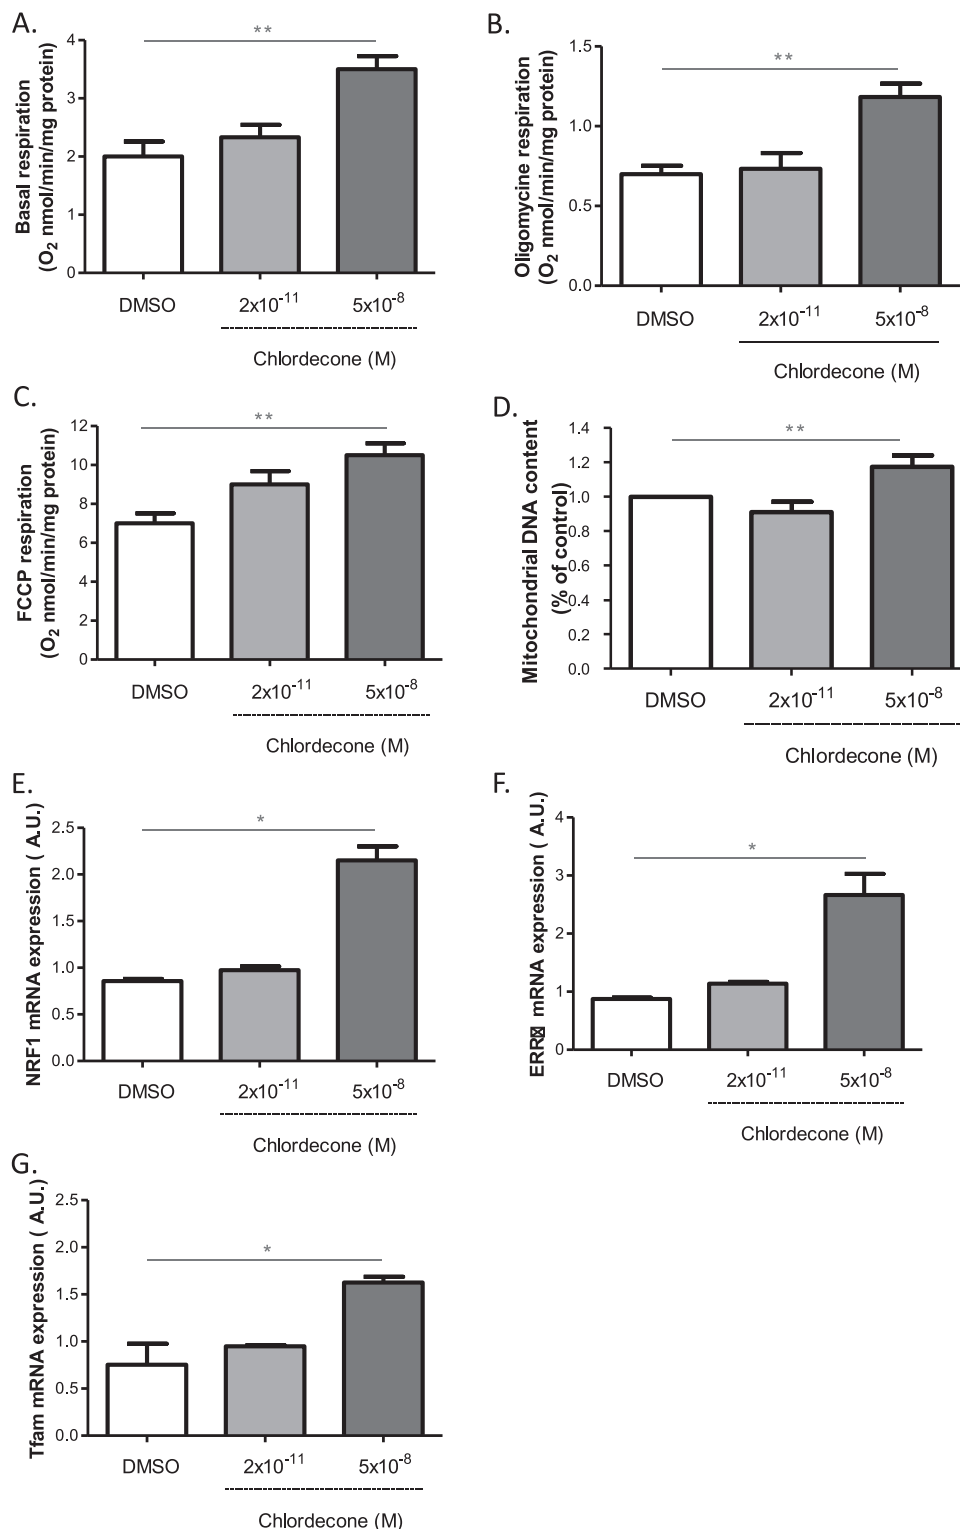 A.
Basal respiration
(O₂ nmol/min/mg protein)
4
3
2
1
0
**
DMSO
2x10⁻¹¹
5x10⁻⁸
Chlordecone (M)
B.
Oligomycine respiration
(O₂ nmol/min/mg protein)
1.5
1.0
0.5
0.0
**
DMSO
2x10⁻¹¹
5x10⁻⁸
Chlordecone (M)
C.
FCCP respiration
(O₂ nmol/min/mg protein)
12
10
8
6
4
2
0
**
DMSO
2x10⁻¹¹
5x10⁻⁸
Chlordecone (M)
D.
Mitochondrial DNA content
(% of control)
1.4
1.2
1.0
0.8
0.6
0.4
0.2
0.0
**
DMSO
2x10⁻¹¹
5x10⁻⁸
Chlordecone (M)
E.
NRF1 mRNA expression ( A.U.)
2.5
2.0
1.5
1.0
0.5
0.0
*
DMSO
2x10⁻¹¹
5x10⁻⁸
Chlordecone (M)
F.
ERR mRNA expression ( A.U.)
4
3
2
1
0
*
DMSO
2x10⁻¹¹
5x10⁻⁸
Chlordecone (M)
G.
Tfam mRNA expression ( A.U.)
2.5
2.0
1.5
1.0
0.5
0.0
*
DMSO
2x10⁻¹¹
5x10⁻⁸
Chlordecone (M)